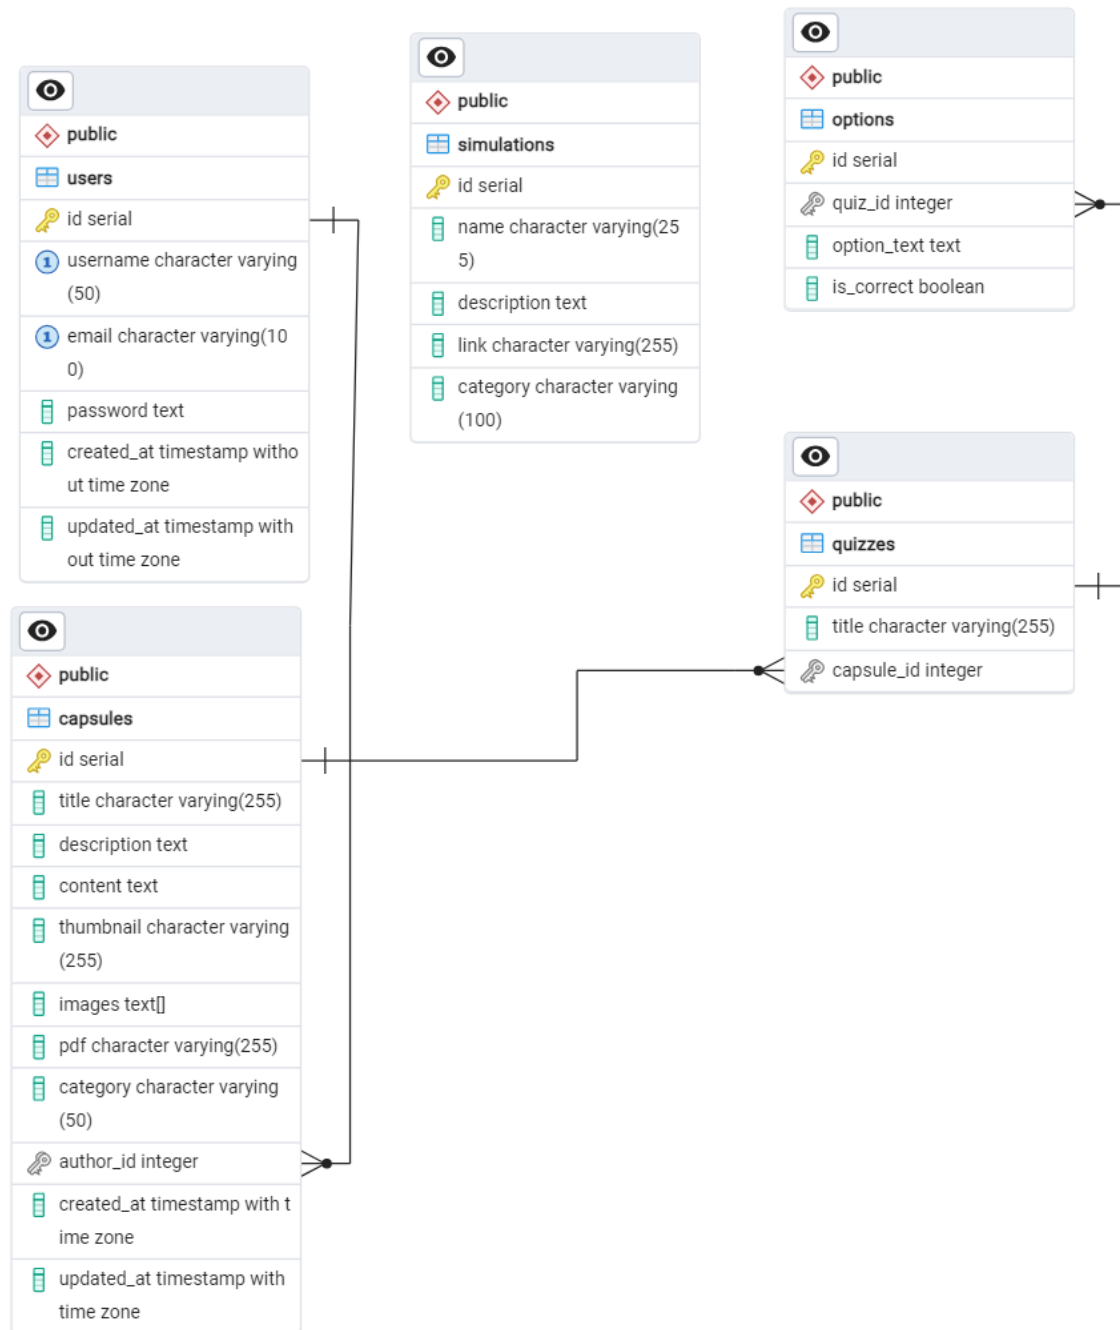 public
users
id serial
1 username character varying
(50)
1 email character varying(10
0)
password text
created_at timestamp witho
ut time zone
updated_at timestamp with
out time zone
public
capsules
id serial
title character varying(255)
description text
content text
thumbnail character varying
(255)
images text[]
pdf character varying(255)
category character varying
(50)
author_id integer
created_at timestamp with t
ime zone
updated_at timestamp with
time zone
public
simulations
id serial
name character varying(25
5)
description text
link character varying(255)
category character varying
(100)
public
options
id serial
quiz_id integer
option_text text
is_correct boolean
public
quizzes
id serial
title character varying(255)
capsule_id integer